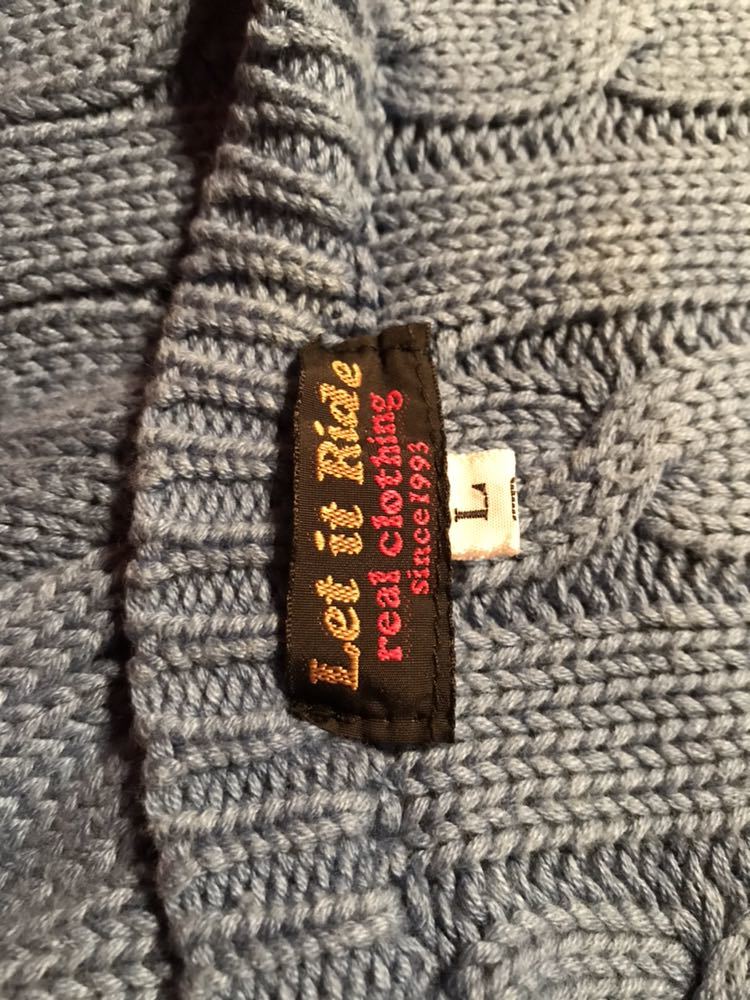 Let it Ride
real clothing
since1993
L